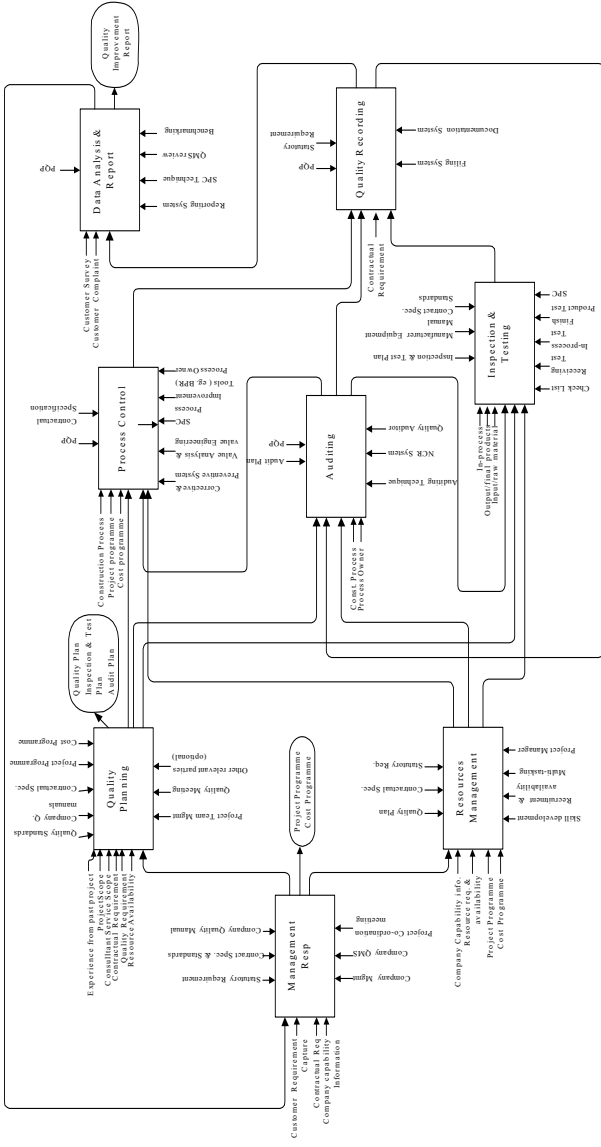 Quality
Improvement
Report
Data Analysis &
Report
PQP
Benchmarking
QMS review
SPC Technique
Reporting System
Customer Survey
Customer Complaint
Quality Recording
Statutory
Requirement
PQP
Documentation System
Filing System
Contractual
Requirement
Process Control
Contractual
Specification
PQP
Process Owner
Tools ( eg. BPR)
Improvement
Process
SPC
value Engineering
Value Analysis &
Preventive System
Corrective &
Construction Process
Project programme
Cost programme
Auditing
PQP
Audit Plan
Quality Auditor
NCR System
Auditing Technique
Const. Process
Process Owner
Inspection &
Testing
Standards
Contract Spec.
Manual
Manufacturer Equipment
Inspection & Test Plan
SPC
Product Test
Finish
Test
In-process
Test
Receiving
Check List
In-process
Output/final products
Input/raw material
Quality Plan
Inspection & Test
Plan
Audit Plan
Quality
Planning
Cost Programme
Project Programme
Contractual Spec.
manuals
Company Q.
Quality Standards
(optional)
Other relevant parties
Quality Meeting
Project Team Mgmt
Experience from past project
ProjectScope
Consulltant Service Scope
Contractual Requirement
Quality Requirement
Resource Availability
Project Programme
Cost Programme
Management
Resp
Company Quality Manual
Contract Spec. & Standards
Statutory Requirement
meeting
Project Co-ordination
Company QMS
Company Mgmt
Customer Requirement
Capture
Contractual Req
Company capability
Information
Resources
Management
Statutory Req.
Contractual Spec.
Quality Plan
Project Manager
Multi-tasking
availability
Recruitment &
Skill development
Company Capability info.
Resource req. &
availability
Project Programme
Cost Programme